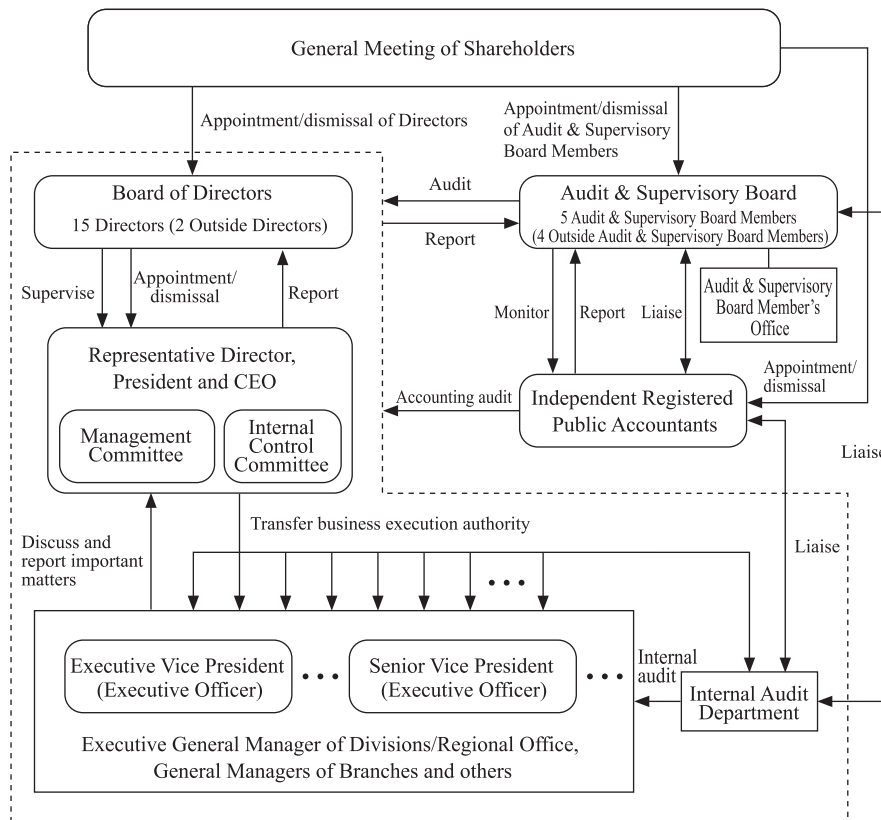 General Meeting of Shareholders
Appointment/dismissal of Directors
Appointment/dismissal
of Audit & Supervisory
Board Members
Board of Directors
15 Directors (2 Outside Directors)
Audit
Report
Audit & Supervisory Board
5 Audit & Supervisory Board Members
(4 Outside Audit & Supervisory Board Members)
Supervise
Appointment/
dismissal
Report
Monitor
Report
Liaise
Audit & Supervisory
Board Member's
Office
Representative Director,
President and CEO
Management
Committee
Internal
Control
Committee
Accounting audit
Independent Registered
Public Accountants
Appointment/
dismissal
Liaise
Discuss and
report important
matters
Transfer business execution authority
Liaise
• • •
Executive Vice President
(Executive Officer)
• • •
Senior Vice President
(Executive Officer)
• • •
Internal
audit
Internal Audit
Department
Executive General Manager of Divisions/Regional Office,
General Managers of Branches and others